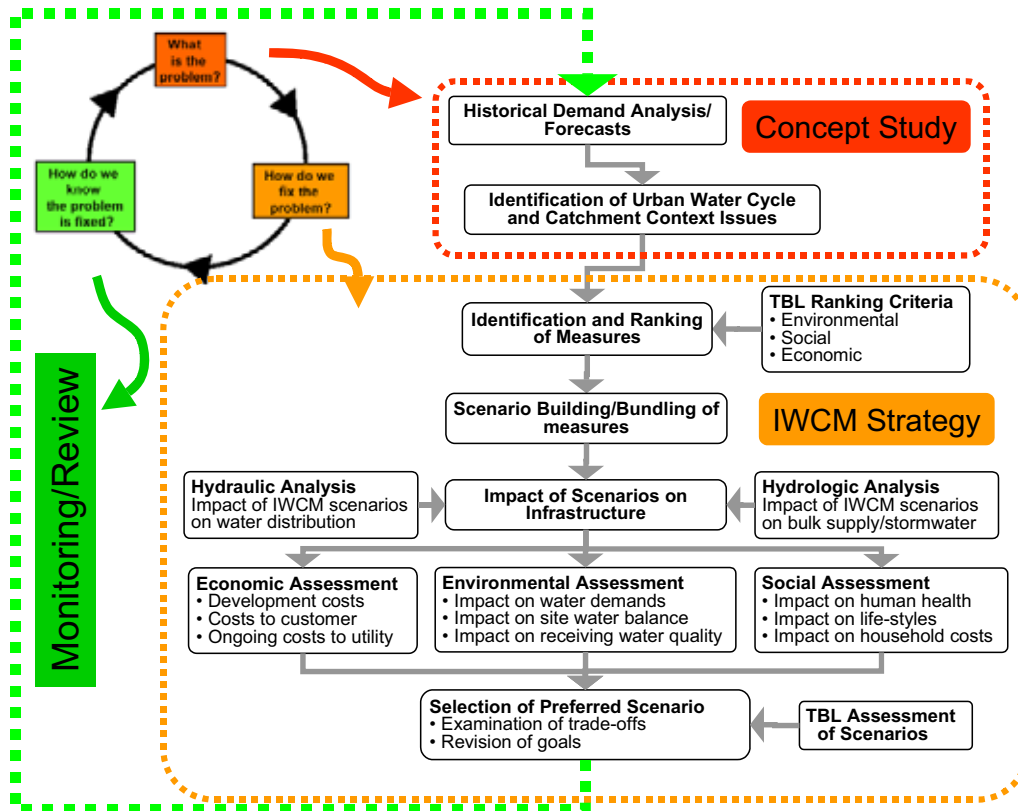 What
is the
problem?
How do we
know
the problem
is fixed?
How do we
fix the
problem?
Historical Demand Analysis/
Forecasts
Concept Study
Identification of Urban Water Cycle
and Catchment Context Issues
Identification and Ranking
of Measures
TBL Ranking Criteria
• Environmental
• Social
• Economic
Scenario Building/Bundling of
measures
IWCM Strategy
Monitoring/Review
Hydraulic Analysis
Impact of IWCM scenarios
on water distribution
Impact of Scenarios on
Infrastructure
Hydrologic Analysis
Impact of IWCM scenarios
on bulk supply/stormwater
Economic Assessment
• Development costs
• Costs to customer
• Ongoing costs to utility
Environmental Assessment
• Impact on water demands
• Impact on site water balance
• Impact on receiving water quality
Social Assessment
• Impact on human health
• Impact on life-styles
• Impact on household costs
Selection of Preferred Scenario
• Examination of trade-offs
• Revision of goals
TBL Assessment
of Scenarios